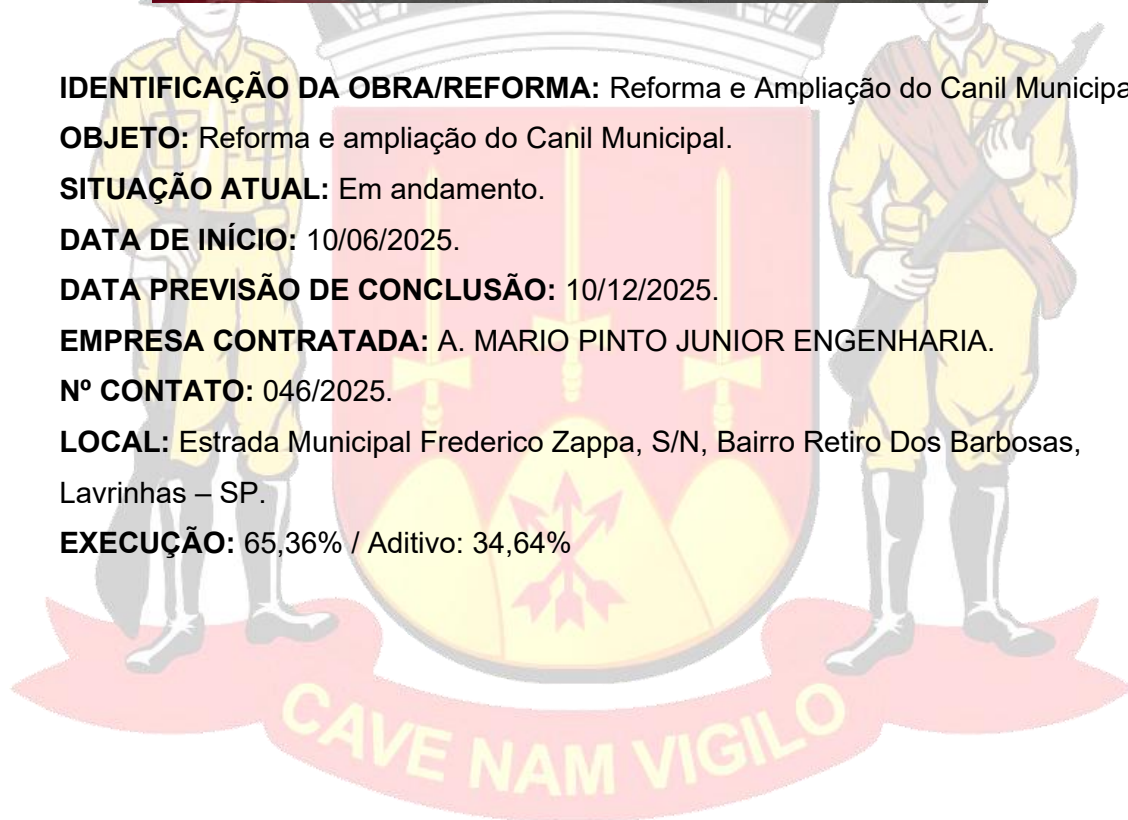 IDENTIFICAÇÃO DA OBRA/REFORMA: Reforma e Ampliação do Canil Municipa
OBJETO: Reforma e ampliação do Canil Municipal.
SITUAÇÃO ATUAL: Em andamento.
DATA DE INÍCIO: 10/06/2025.
DATA PREVISÃO DE CONCLUSÃO: 10/12/2025.
EMPRESA CONTRATADA: A. MARIO PINTO JUNIOR ENGENHARIA.
Nº CONTATO: 046/2025.
LOCAL: Estrada Municipal Frederico Zappa, S/N, Bairro Retiro Dos Barbosas,
Lavrinhas – SP.
EXECUÇÃO: 65,36% / Aditivo: 34,64%
CAVE NAM VIGILO